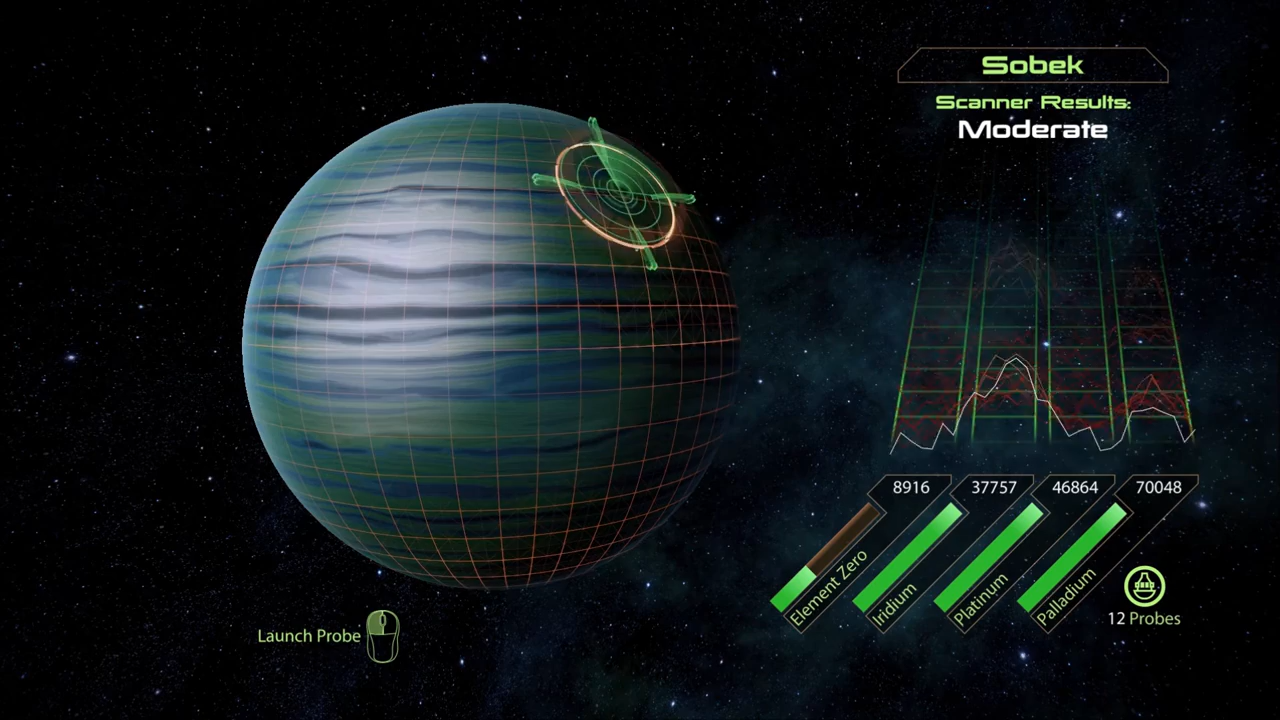 Sobek
Scanner Results:
Moderate
8916 37757 46864 70048
Element Zero
Iridium
Platinum
Palladium
12 Probes
Launch Probe